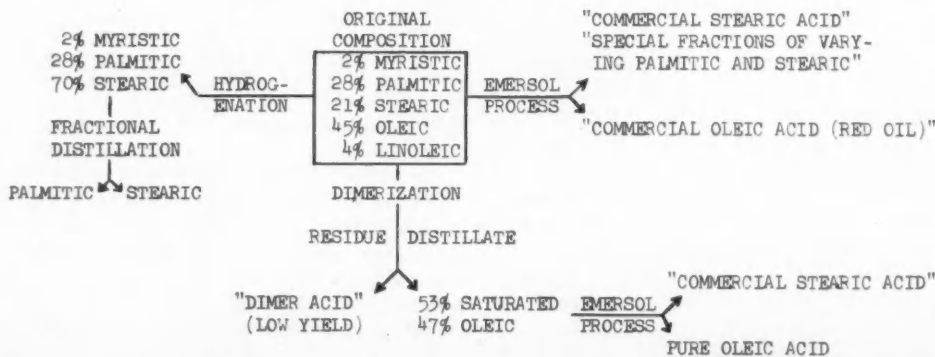 ORIGINAL
COMPOSITION
2% MYRISTIC
28% PALMITIC
21% STEARIC
45% OLEIC
4% LINOLEIC
HYDROG-
ENATION
2% MYRISTIC
28% PALMITIC
70% STEARIC
FRACTIONAL
DISTILLATION
PALMITIC STEARIC
EMERSOL
PROCESS
"COMMERCIAL STEARIC ACID"
"SPECIAL FRACTIONS OF VARY-
ING PALMITIC AND STEARIC"
"COMMERCIAL OLEIC ACID (RED OIL)"
DIMERIZATION
RESIDUE DISTILLATE
"DIMER ACID"
(LOW YIELD)
53% SATURATED
47% OLEIC
EMERSOL
PROCESS
"COMMERCIAL STEARIC ACID"
PURE OLEIC ACID